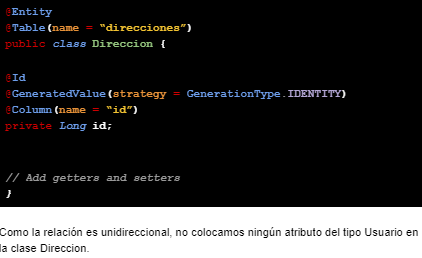 @Entity
@Table(name = “direcciones”)
public class Direccion {
@Id
@GeneratedValue(strategy = GenerationType.IDENTITY)
@Column(name = “id”)
private Long id;
// Add getters and setters
}
Como la relación es unidireccional, no colocamos ningún atributo del tipo Usuario en
la clase Direccion.